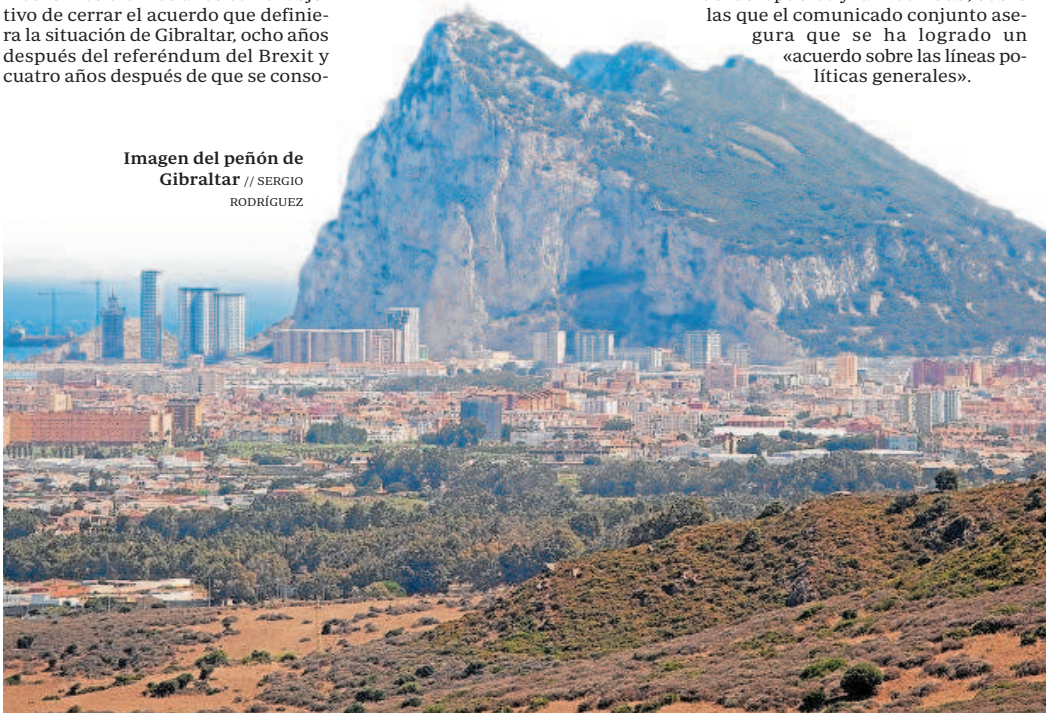 tivo de cerrar el acuerdo que definie-
ra la situación de Gibraltar, ocho años
después del referéndum del Brexit y
cuatro años después de que se conso-
Imagen del peñón de
Gibraltar // SERGIO
RODRÍGUEZ
las que el comunicado conjunto ase-
gura que se ha logrado un
«acuerdo sobre las líneas po-
líticas generales».